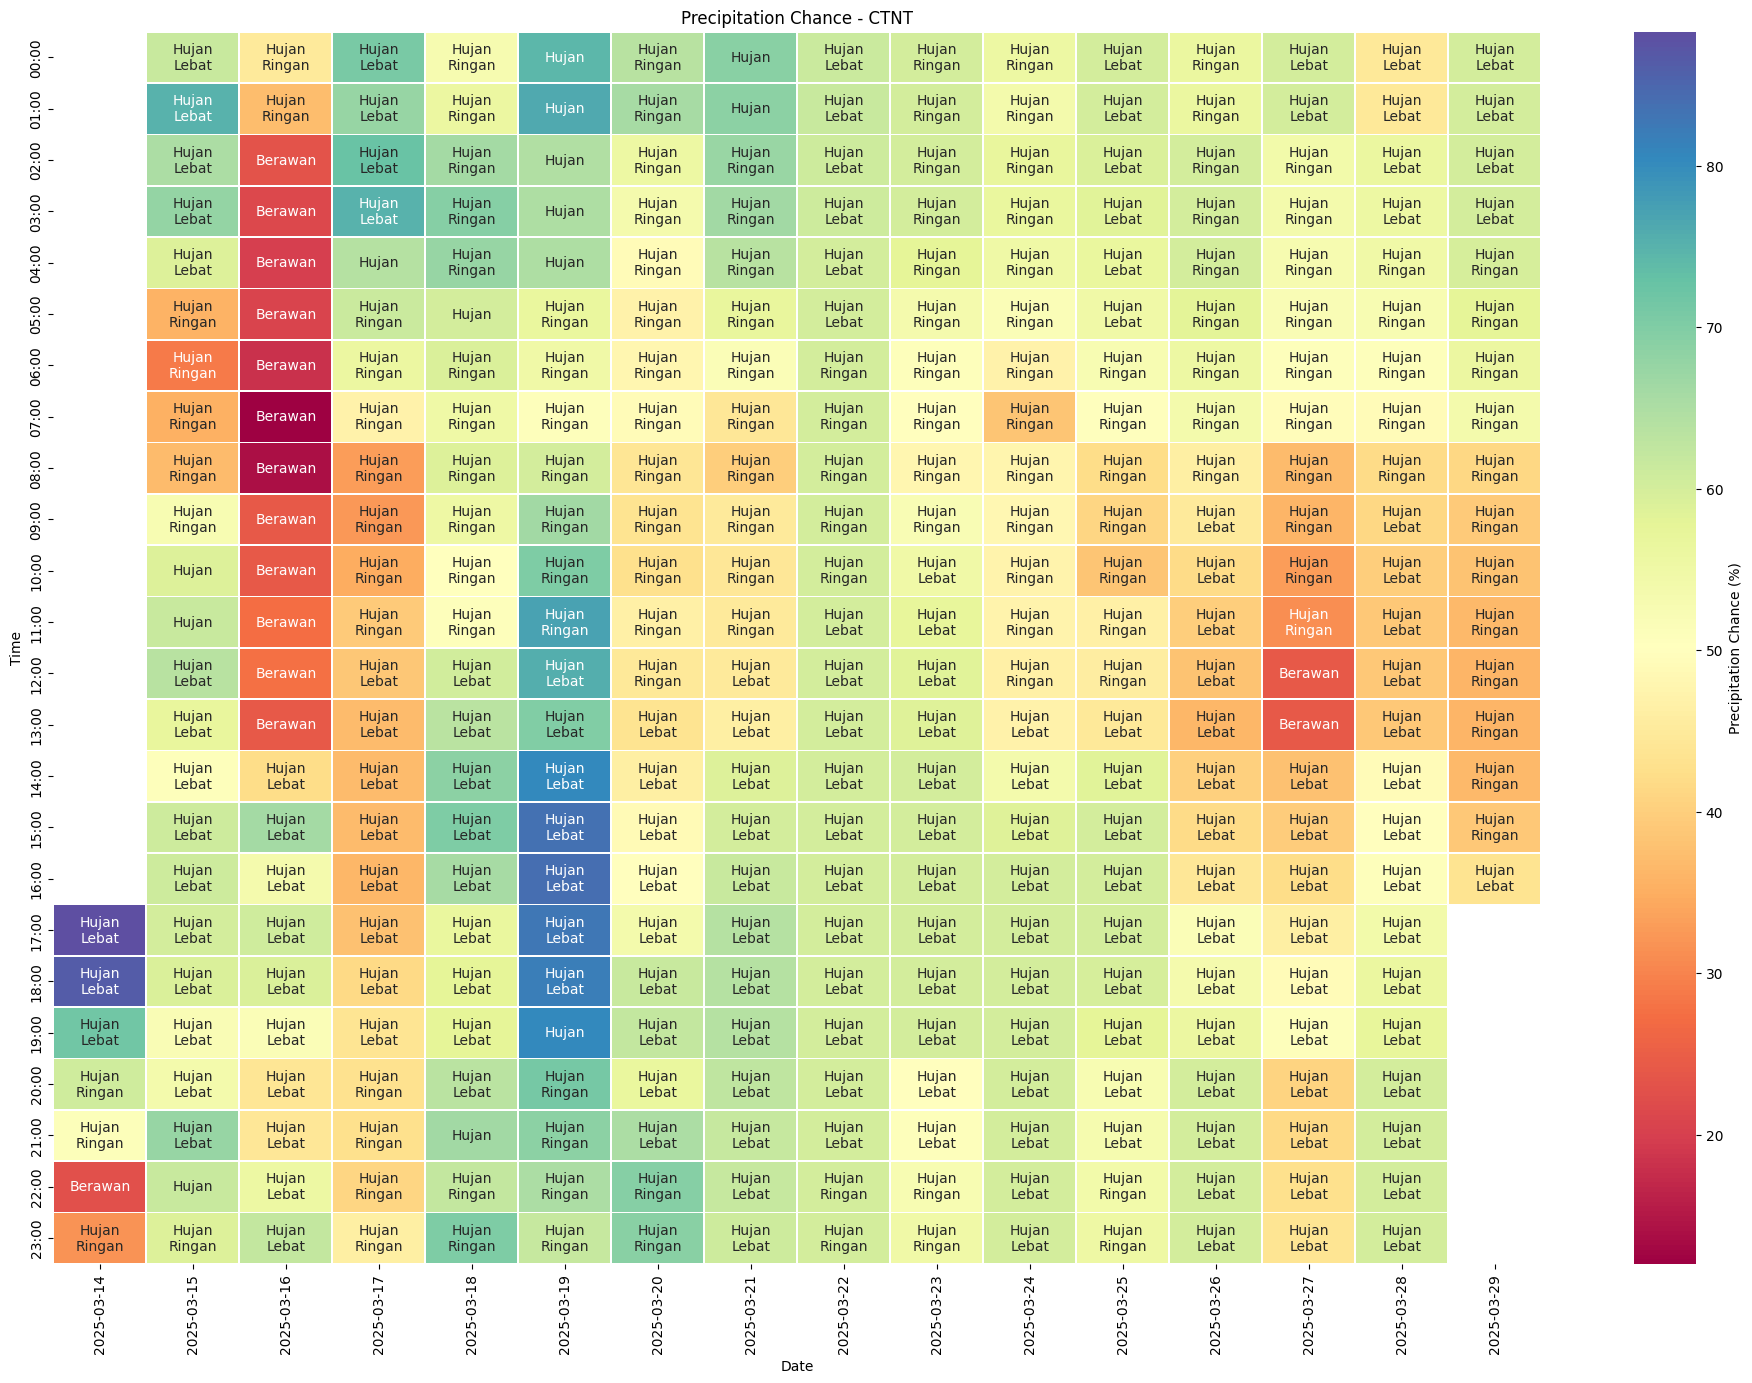 Precipitation Chance - CTNT
00:00 Hujan Lebat Hujan Ringan Hujan Lebat Hujan Ringan Hujan Hujan Ringan Hujan Hujan Lebat Hujan Ringan Hujan Ringan Hujan Lebat Hujan Ringan Hujan Lebat Hujan Lebat Hujan Lebat
01:00 Hujan Lebat Hujan Ringan Hujan Lebat Hujan Ringan Hujan Hujan Ringan Hujan Hujan Lebat Hujan Ringan Hujan Ringan Hujan Lebat Hujan Ringan Hujan Lebat Hujan Lebat Hujan Lebat
02:00 Hujan Lebat Berawan Hujan Lebat Hujan Ringan Hujan Hujan Ringan Hujan Ringan Hujan Lebat Hujan Ringan Hujan Ringan Hujan Lebat Hujan Ringan Hujan Ringan Hujan Lebat Hujan Lebat
03:00 Hujan Lebat Berawan Hujan Lebat Hujan Ringan Hujan Hujan Ringan Hujan Ringan Hujan Lebat Hujan Ringan Hujan Ringan Hujan Lebat Hujan Ringan Hujan Ringan Hujan Lebat Hujan Lebat
04:00 Hujan Lebat Berawan Hujan Hujan Ringan Hujan Hujan Ringan Hujan Ringan Hujan Lebat Hujan Ringan Hujan Ringan Hujan Lebat Hujan Ringan Hujan Ringan Hujan Ringan Hujan Ringan
05:00 Hujan Ringan Berawan Hujan Ringan Hujan Hujan Ringan Hujan Ringan Hujan Ringan Hujan Lebat Hujan Ringan Hujan Ringan Hujan Lebat Hujan Ringan Hujan Ringan Hujan Ringan Hujan Ringan
06:00 Hujan Ringan Berawan Hujan Ringan Hujan Ringan Hujan Ringan Hujan Ringan Hujan Ringan Hujan Ringan Hujan Ringan Hujan Ringan Hujan Ringan Hujan Ringan Hujan Ringan Hujan Ringan Hujan Ringan
07:00 Hujan Ringan Berawan Hujan Ringan Hujan Ringan Hujan Ringan Hujan Ringan Hujan Ringan Hujan Ringan Hujan Ringan Hujan Ringan Hujan Ringan Hujan Ringan Hujan Ringan Hujan Ringan Hujan Ringan
08:00 Hujan Ringan Berawan Hujan Ringan Hujan Ringan Hujan Ringan Hujan Ringan Hujan Ringan Hujan Ringan Hujan Ringan Hujan Ringan Hujan Ringan Hujan Ringan Hujan Ringan Hujan Ringan Hujan Ringan
09:00 Hujan Ringan Berawan Hujan Ringan Hujan Ringan Hujan Ringan Hujan Ringan Hujan Ringan Hujan Ringan Hujan Ringan Hujan Ringan Hujan Ringan Hujan Lebat Hujan Ringan Hujan Lebat Hujan Ringan
10:00 Hujan Berawan Hujan Ringan Hujan Ringan Hujan Ringan Hujan Ringan Hujan Ringan Hujan Ringan Hujan Lebat Hujan Ringan Hujan Ringan Hujan Lebat Hujan Ringan Hujan Lebat Hujan Ringan
11:00 Hujan Berawan Hujan Ringan Hujan Ringan Hujan Ringan Hujan Ringan Hujan Ringan Hujan Lebat Hujan Lebat Hujan Ringan Hujan Ringan Hujan Lebat Hujan Ringan Hujan Lebat Hujan Ringan
12:00 Hujan Lebat Berawan Hujan Lebat Hujan Lebat Hujan Lebat Hujan Ringan Hujan Lebat Hujan Lebat Hujan Lebat Hujan Ringan Hujan Ringan Hujan Lebat Berawan Hujan Lebat Hujan Ringan
13:00 Hujan Lebat Berawan Hujan Lebat Hujan Lebat Hujan Lebat Hujan Lebat Hujan Lebat Hujan Lebat Hujan Lebat Hujan Lebat Hujan Lebat Hujan Lebat Berawan Hujan Lebat Hujan Ringan
14:00 Hujan Lebat Hujan Lebat Hujan Lebat Hujan Lebat Hujan Lebat Hujan Lebat Hujan Lebat Hujan Lebat Hujan Lebat Hujan Lebat Hujan Lebat Hujan Lebat Hujan Lebat Hujan Lebat Hujan Ringan
15:00 Hujan Lebat Hujan Lebat Hujan Lebat Hujan Lebat Hujan Lebat Hujan Lebat Hujan Lebat Hujan Lebat Hujan Lebat Hujan Lebat Hujan Lebat Hujan Lebat Hujan Lebat Hujan Lebat Hujan Ringan
16:00 Hujan Lebat Hujan Lebat Hujan Lebat Hujan Lebat Hujan Lebat Hujan Lebat Hujan Lebat Hujan Lebat Hujan Lebat Hujan Lebat Hujan Lebat Hujan Lebat Hujan Lebat Hujan Lebat Hujan Lebat
17:00 Hujan Lebat Hujan Lebat Hujan Lebat Hujan Lebat Hujan Lebat Hujan Lebat Hujan Lebat Hujan Lebat Hujan Lebat Hujan Lebat Hujan Lebat Hujan Lebat Hujan Lebat Hujan Lebat Hujan Lebat
18:00 Hujan Lebat Hujan Lebat Hujan Lebat Hujan Lebat Hujan Lebat Hujan Lebat Hujan Lebat Hujan Lebat Hujan Lebat Hujan Lebat Hujan Lebat Hujan Lebat Hujan Lebat Hujan Lebat Hujan Lebat
19:00 Hujan Lebat Hujan Lebat Hujan Lebat Hujan Lebat Hujan Lebat Hujan Hujan Lebat Hujan Lebat Hujan Lebat Hujan Lebat Hujan Lebat Hujan Lebat Hujan Lebat Hujan Lebat Hujan Lebat
20:00 Hujan Ringan Hujan Lebat Hujan Lebat Hujan Ringan Hujan Lebat Hujan Ringan Hujan Lebat Hujan Lebat Hujan Lebat Hujan Lebat Hujan Lebat Hujan Lebat Hujan Lebat Hujan Lebat Hujan Lebat
21:00 Hujan Ringan Hujan Lebat Hujan Lebat Hujan Ringan Hujan Hujan Ringan Hujan Lebat Hujan Lebat Hujan Lebat Hujan Lebat Hujan Lebat Hujan Lebat Hujan Lebat Hujan Lebat Hujan Lebat
22:00 Berawan Hujan Hujan Lebat Hujan Ringan Hujan Ringan Hujan Ringan Hujan Ringan Hujan Lebat Hujan Ringan Hujan Ringan Hujan Lebat Hujan Ringan Hujan Lebat Hujan Lebat Hujan Lebat
23:00 Hujan Ringan Hujan Ringan Hujan Lebat Hujan Ringan Hujan Ringan Hujan Ringan Hujan Ringan Hujan Lebat Hujan Ringan Hujan Ringan Hujan Lebat Hujan Ringan Hujan Lebat Hujan Lebat Hujan Lebat
Time
2025-03-14 2025-03-15 2025-03-16 2025-03-17 2025-03-18 2025-03-19 2025-03-20 2025-03-21 2025-03-22 2025-03-23 2025-03-24 2025-03-25 2025-03-26 2025-03-27 2025-03-28 2025-03-29
Date
80
70
60
50
40
30
20
Precipitation Chance (%)